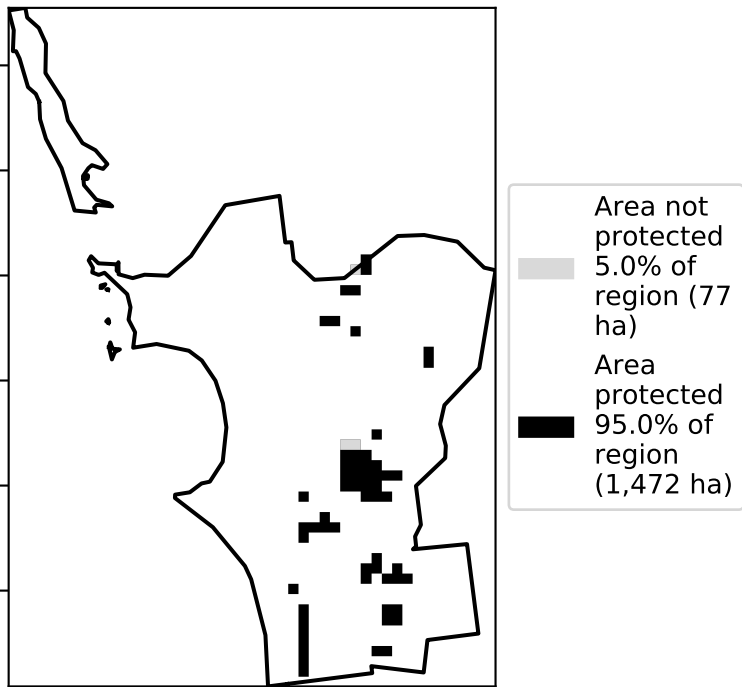 Area not
protected
5.0% of
region (77
ha)
Area
protected
95.0% of
region
(1,472 ha)